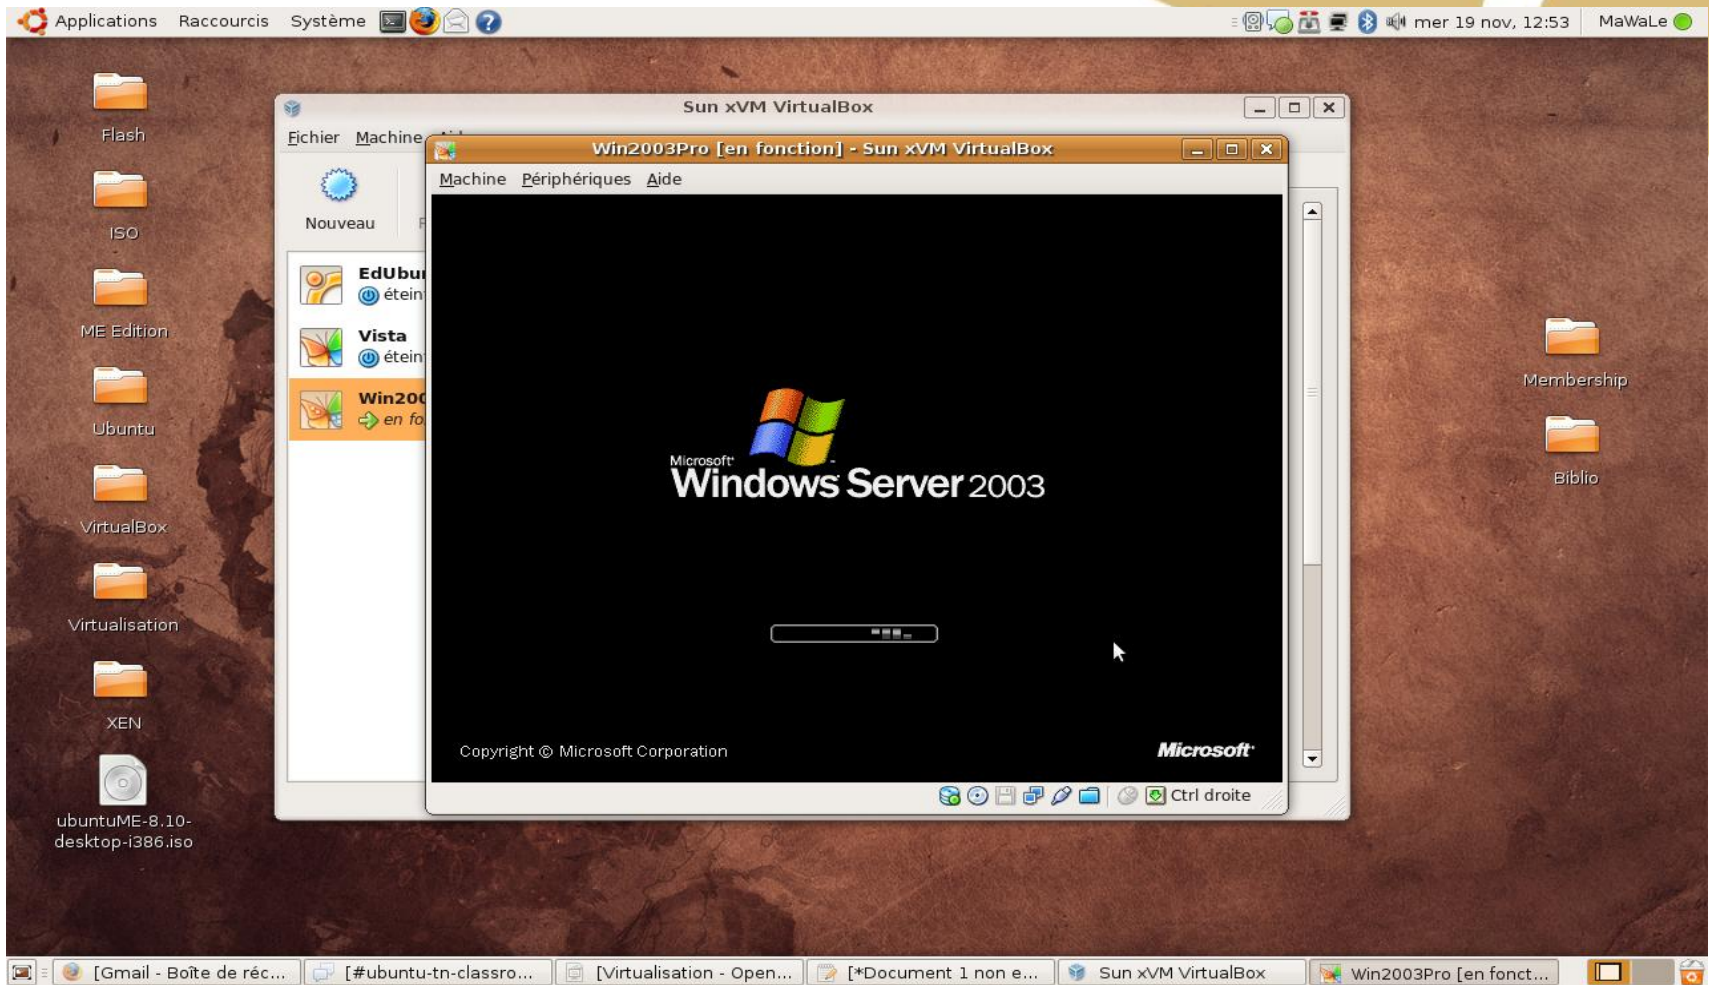 Applications Raccourcis Système
mer 19 nov, 12:53 MaWaLe
Flash
ISO
ME Edition
Ubuntu
VirtualBox
Virtualisation
XEN
ubuntuME-8.10-
desktop-i386.iso
Sun xVM VirtualBox
Fichier Machine
Nouveau
EdUbu
étein
Vista
étein
Win200
en fo
Win2003Pro [en fonction] - Sun xVM VirtualBox
Machine Périphériques Aide
Microsoft
Windows Server 2003
Copyright © Microsoft Corporation
Microsoft
Ctrl droite
Membership
Biblio
[Gmail - Boîte de réc... [#ubuntu-tn-classro... [Virtualisation - Open... [*Document 1 non e... Sun xVM VirtualBox Win2003Pro [en fonct...